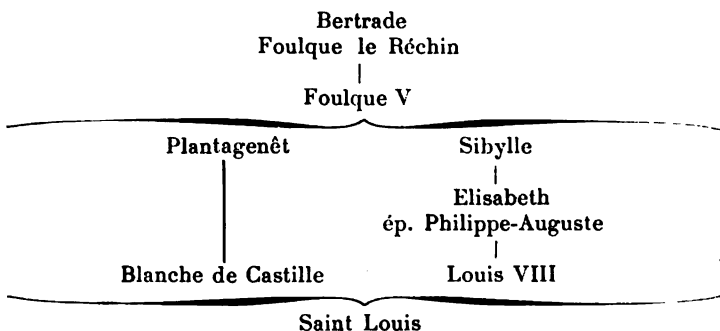 Bertrade
Foulque le Réchin
Foulque V
Plantagenêt Sibylle
Elisabeth
ép. Philippe-Auguste
Blanche de Castille Louis VIII
Saint Louis